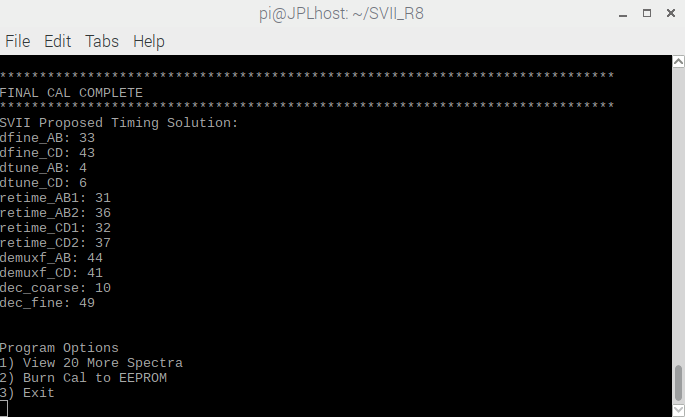 pi@JPLhost: ~/SVII_R8
File Edit Tabs Help
*****************************************************************************
FINAL CAL COMPLETE
*****************************************************************************
SVII Proposed Timing Solution:
dfine_AB: 33
dfine_CD: 43
dtune_AB: 4
dtune_CD: 6
retime_AB1: 31
retime_AB2: 36
retime_CD1: 32
retime_CD2: 37
demuxf_AB: 44
demuxf_CD: 41
dec_coarse: 10
dec_fine: 49
Program Options
1) View 20 More Spectra
2) Burn Cal to EEPROM
3) Exit